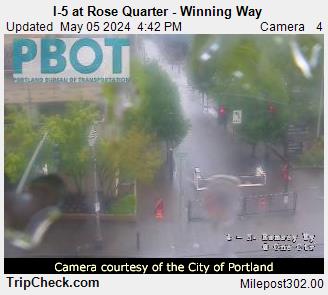 I-5 at Rose Quarter - Winning Way
Updated May 05 2024 4:42 PM Camera 4
PBOT
PORTLAND BUREAU OF TRANSPORTATION
Camera courtesy of the City of Portland
TripCheck.com Milepost302.00